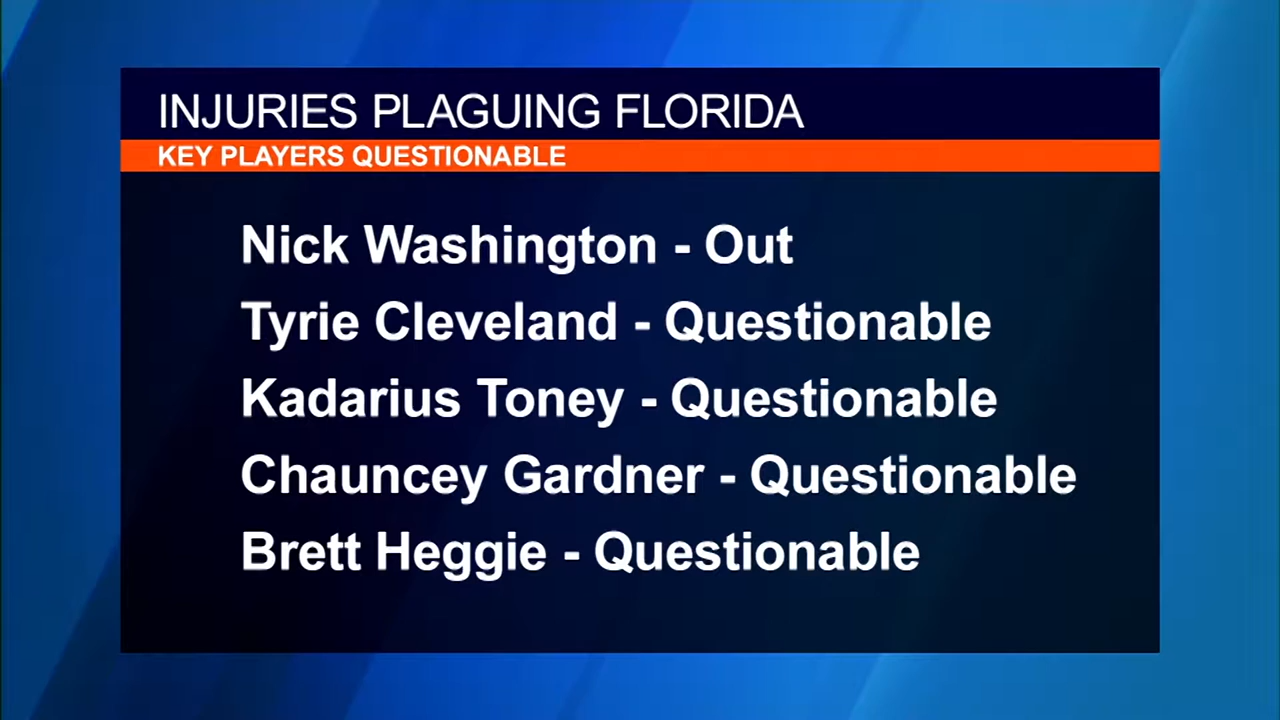 INJURIES PLAGUING FLORIDA
KEY PLAYERS QUESTIONABLE
Nick Washington - Out
Tyrie Cleveland - Questionable
Kadarius Toney - Questionable
Chauncey Gardner - Questionable
Brett Heggie - Questionable